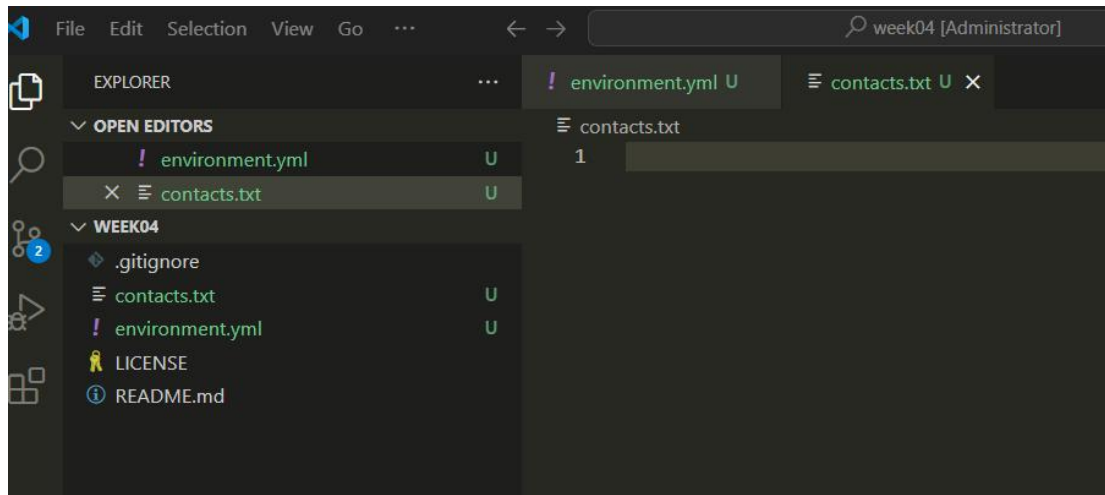 File Edit Selection View Go ... week04 [Administrator]
EXPLORER ...
OPEN EDITORS
environment.yml U
contacts.txt U
WEEK04
.gitignore
contacts.txt U
environment.yml U
LICENSE
README.md
2
environment.yml U contacts.txt U
contacts.txt
1